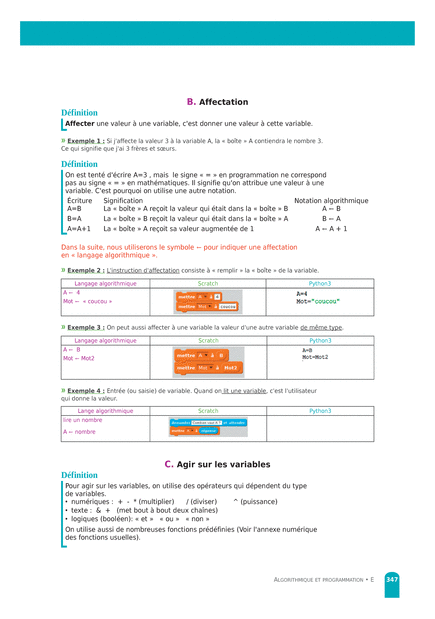 B. Affectation
Définition
Affecter une valeur à une variable, c'est donner une valeur à cette variable.
» Exemple 1 : Si j'affecte la valeur 3 à la variable A, la « boîte » A contiendra le nombre 3.
Ce qui signifie que j'ai 3 frères et sœurs.
Définition
On est tenté d'écrire A=3 , mais le signe « = » en programmation ne correspond
pas au signe « = » en mathématiques. Il signifie qu'on attribue une valeur à une
variable. C'est pourquoi on utilise une autre notation.
Écriture Signification Notation algorithmique
A=B La « boîte » A reçoit la valeur qui était dans la « boîte » B A ← B
B=A La « boîte » B reçoit la valeur qui était dans la « boîte » A B ← A
A=A+1 La « boîte » A reçoit sa valeur augmentée de 1 A ← A + 1
Dans la suite, nous utiliserons le symbole ← pour indiquer une affectation
en « langage algorithmique ».
» Exemple 2 : L'instruction d'affectation consiste à « remplir » la « boîte » de la variable.
Langage algorithmique Scratch Python3
A ← 4
Mot ← « coucou »
mettre A à 4
mettre Mot à coucou
A=4
Mot="coucou"
» Exemple 3 : On peut aussi affecter à une variable la valeur d'une autre variable de même type.
Langage algorithmique Scratch Python3
A ← B
Mot ← Mot2
mettre A à B
mettre Mot à Mot2
A=B
Mot=Mot2
» Exemple 4 : Entrée (ou saisie) de variable. Quand on lit une variable, c'est l'utilisateur
qui donne la valeur.
Lange algorithmique Scratch Python3
lire un nombre
A ← nombre
demander Combien vaut A ? et attendre
mettre A à réponse
C. Agir sur les variables
Définition
Pour agir sur les variables, on utilise des opérateurs qui dépendent du type
de variables.
• numériques : + - * (multiplier) / (diviser) ^ (puissance)
• texte : & + (met bout à bout deux chaînes)
• logiques (booléen): « et » « ou » « non »
On utilise aussi de nombreuses fonctions prédéfinies (Voir l'annexe numérique
des fonctions usuelles).
ALGORITHMIQUE ET PROGRAMMATION • E 347